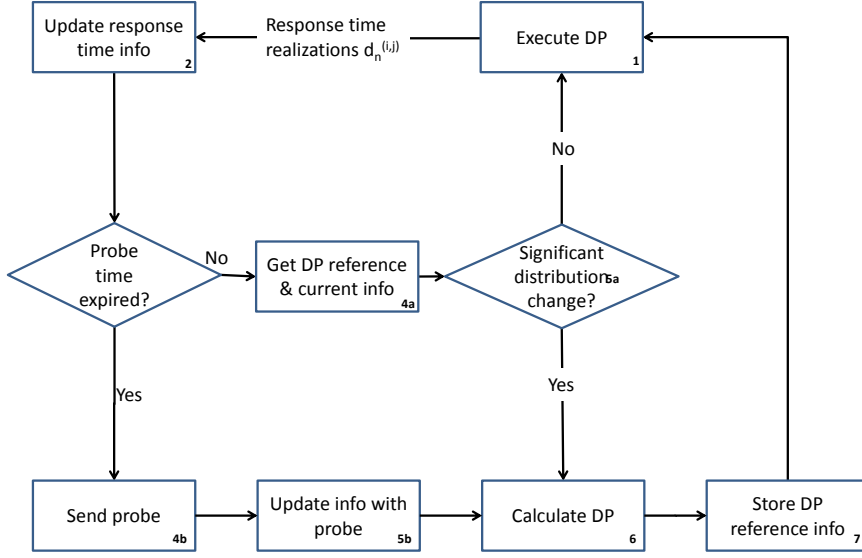 Update response
time info
2
Response time
realizations d_n^(i,j)
Execute DP
1
No
Probe
time
expired?
No
Get DP reference
& current info
4a
Significant
distribution
change?
5a
Yes
Yes
Send probe
4b
Update info with
probe
5b
Calculate DP
6
Store DP
reference info
7